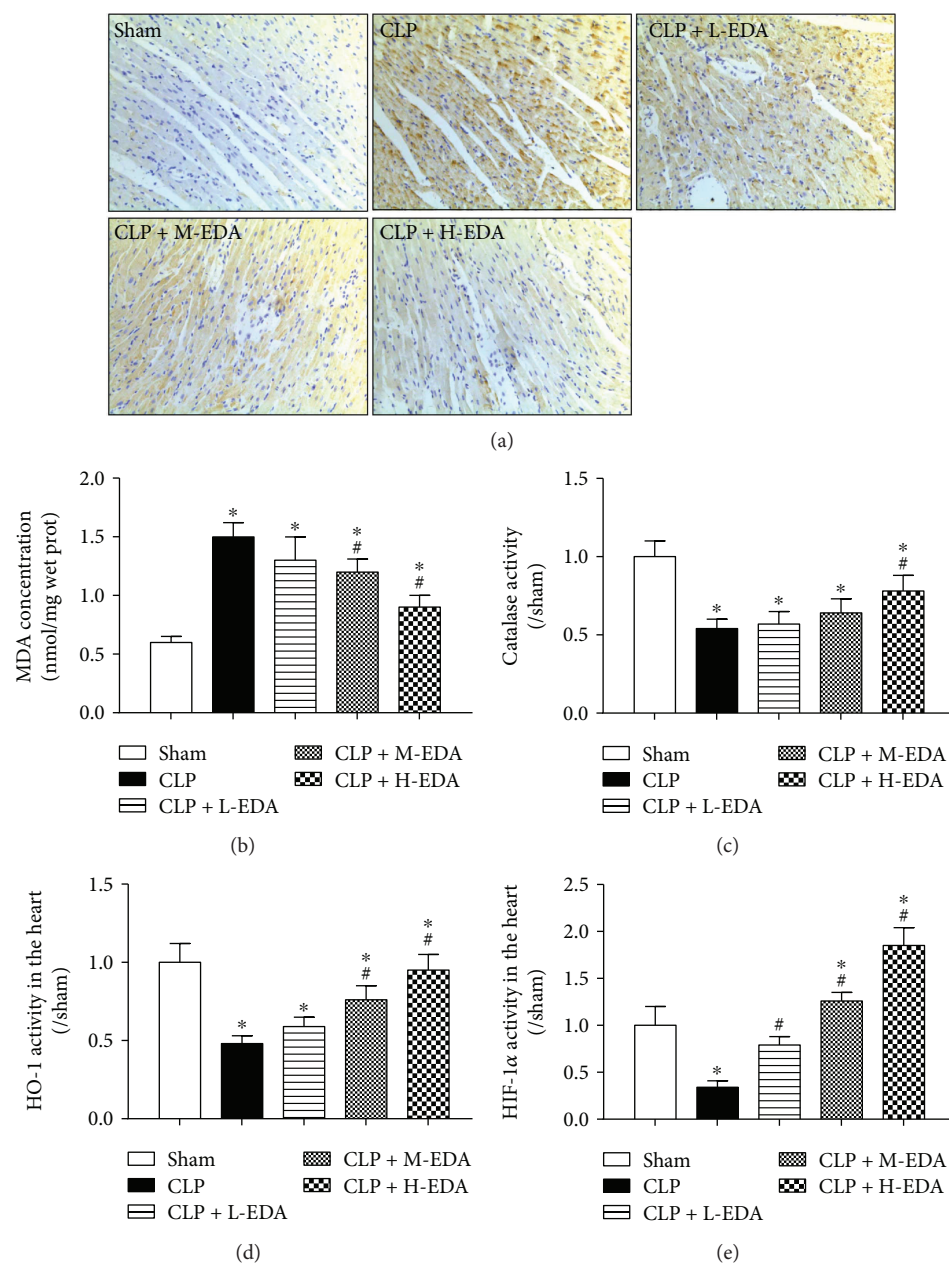 Sham
CLP
CLP + L-EDA
CLP + M-EDA
CLP + H-EDA
(a)
MDA concentration
(nmol/mg wet prot)
2.0
1.5
1.0
0.5
0.0
*
*
*
#
*
#
Sham
CLP
CLP + L-EDA
CLP + M-EDA
CLP + H-EDA
(b)
Catalase activity
(/sham)
1.5
1.0
0.5
0.0
*
*
*
*
#
Sham
CLP
CLP + L-EDA
CLP + M-EDA
CLP + H-EDA
(c)
HO-1 activity in the heart
(/sham)
1.5
1.0
0.5
0.0
*
*
*
#
*
#
Sham
CLP
CLP + L-EDA
CLP + M-EDA
CLP + H-EDA
(d)
HIF-1α activity in the heart
(/sham)
2.5
2.0
1.5
1.0
0.5
0.0
*
#
*
#
*
#
Sham
CLP
CLP + L-EDA
CLP + M-EDA
CLP + H-EDA
(e)